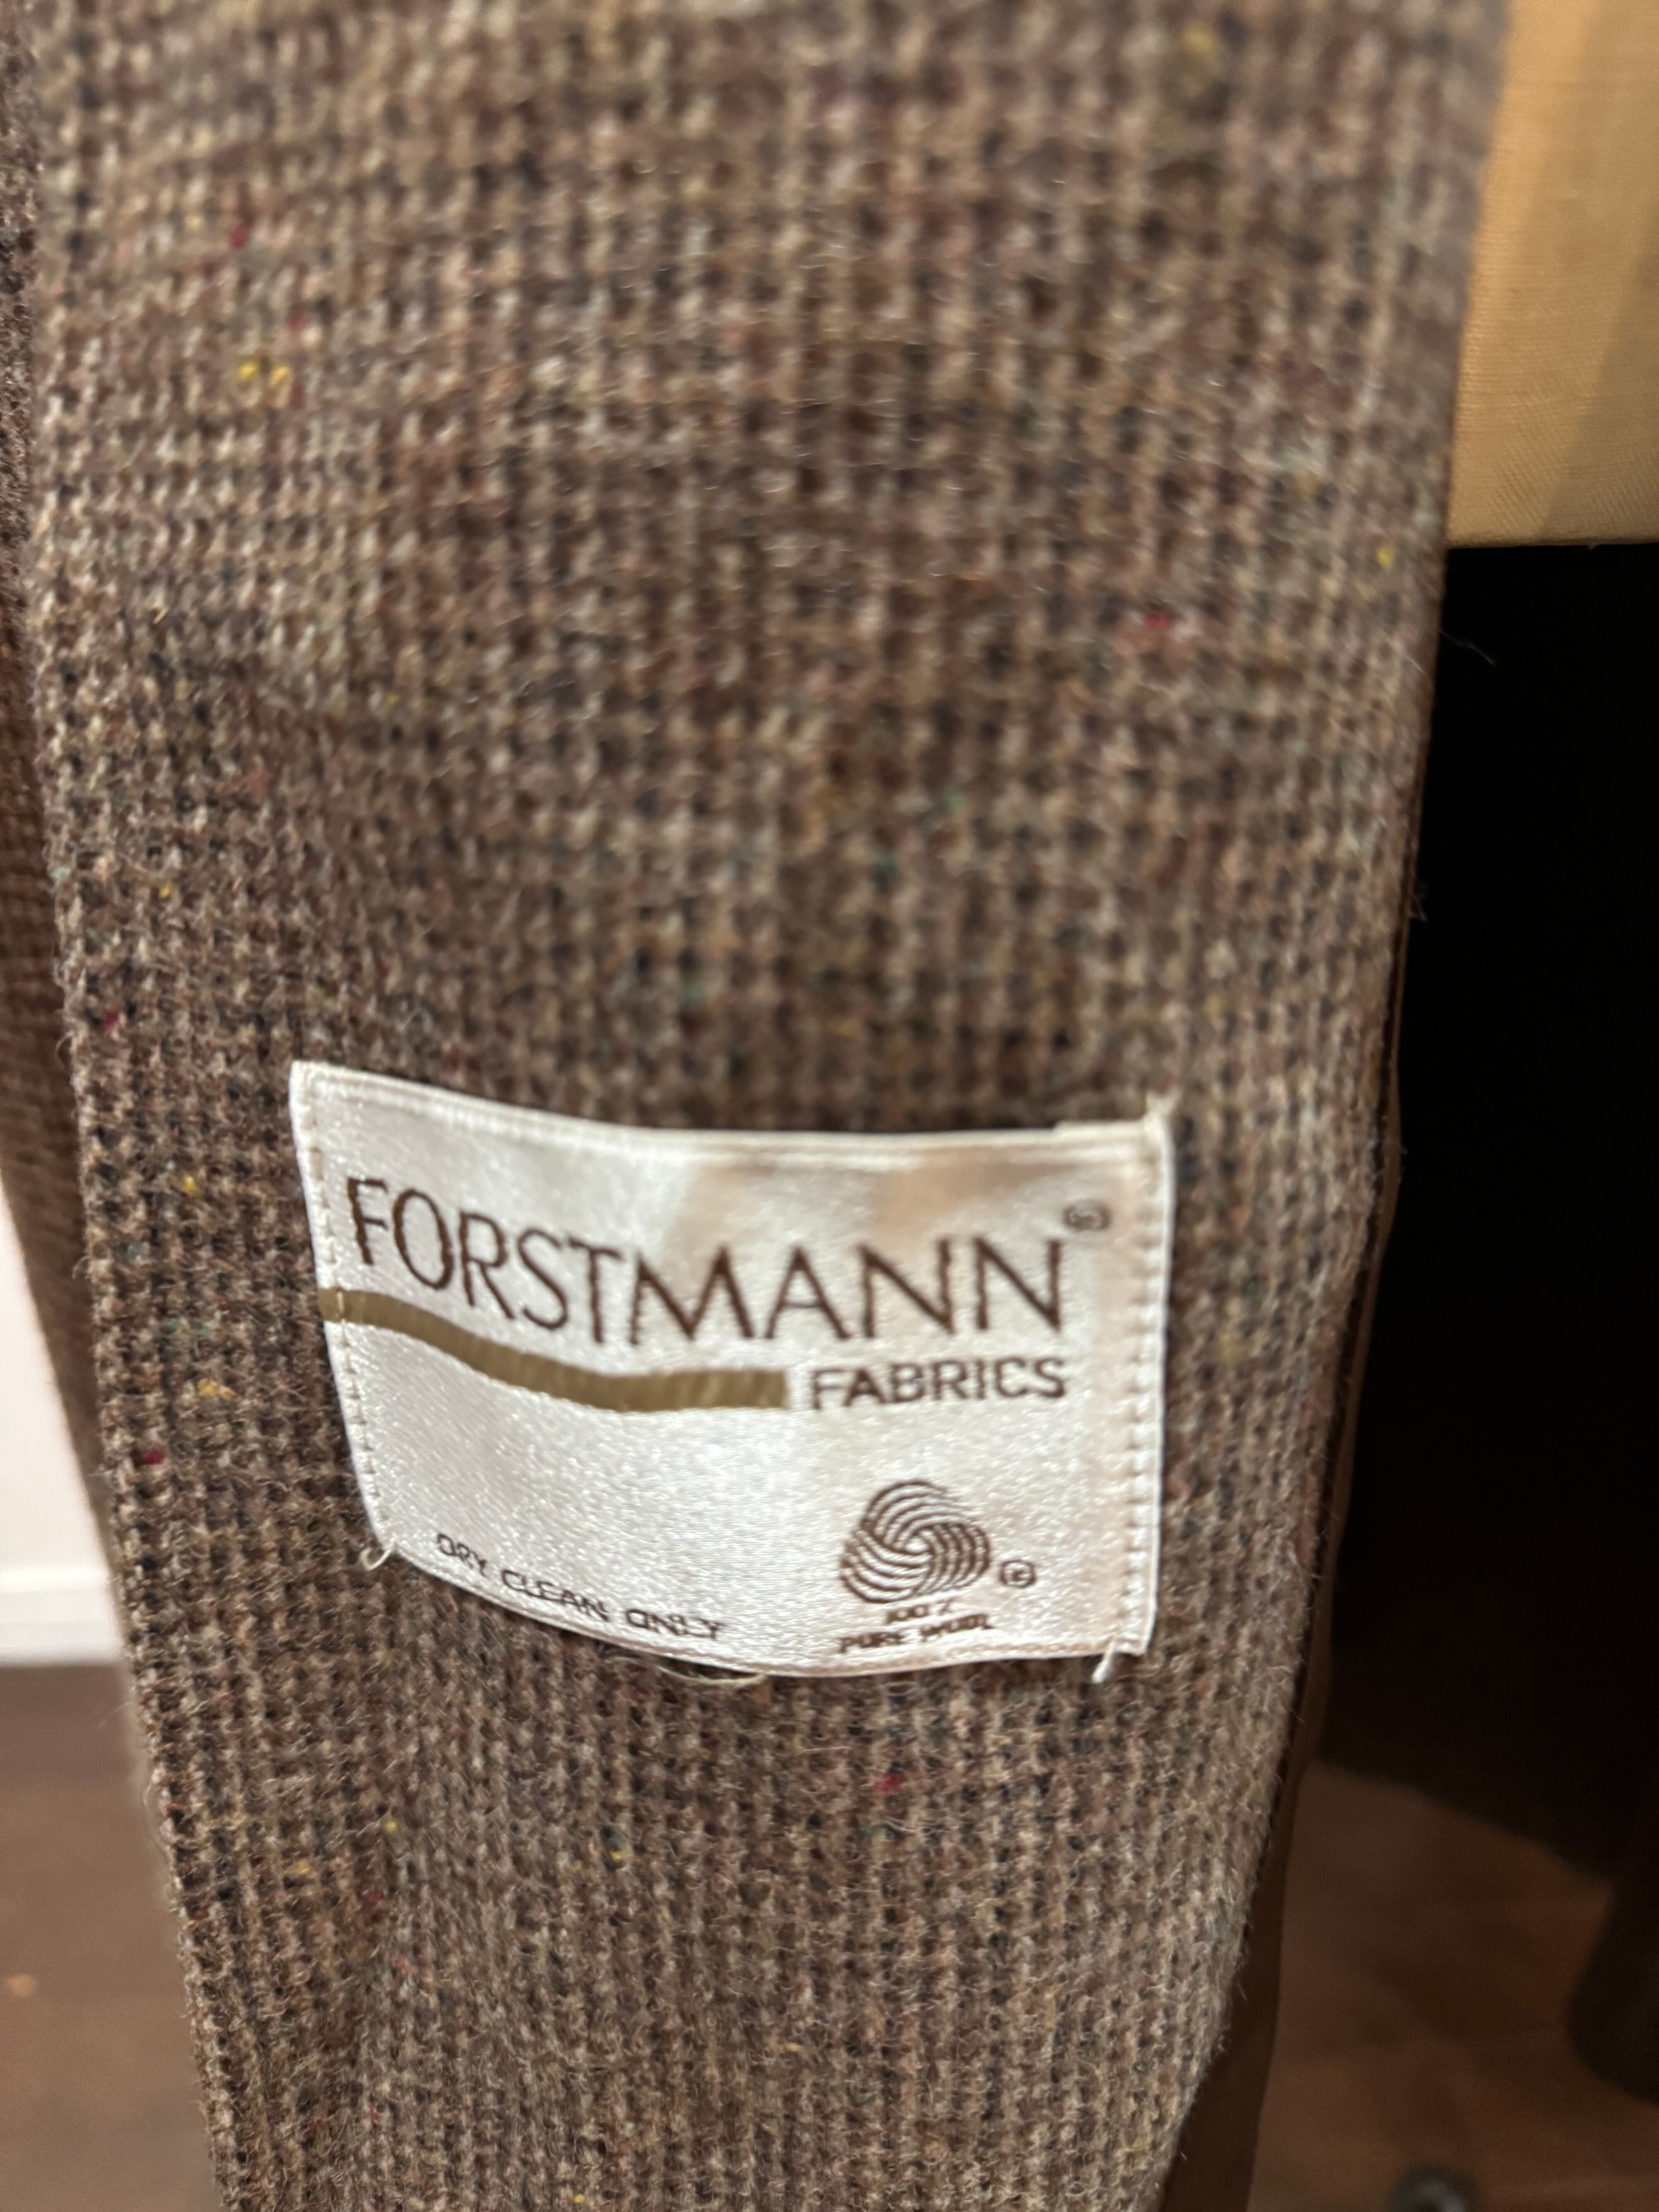 FORSTMANN®
FABRICS
DRY CLEAN ONLY
100%
PURE WOOL